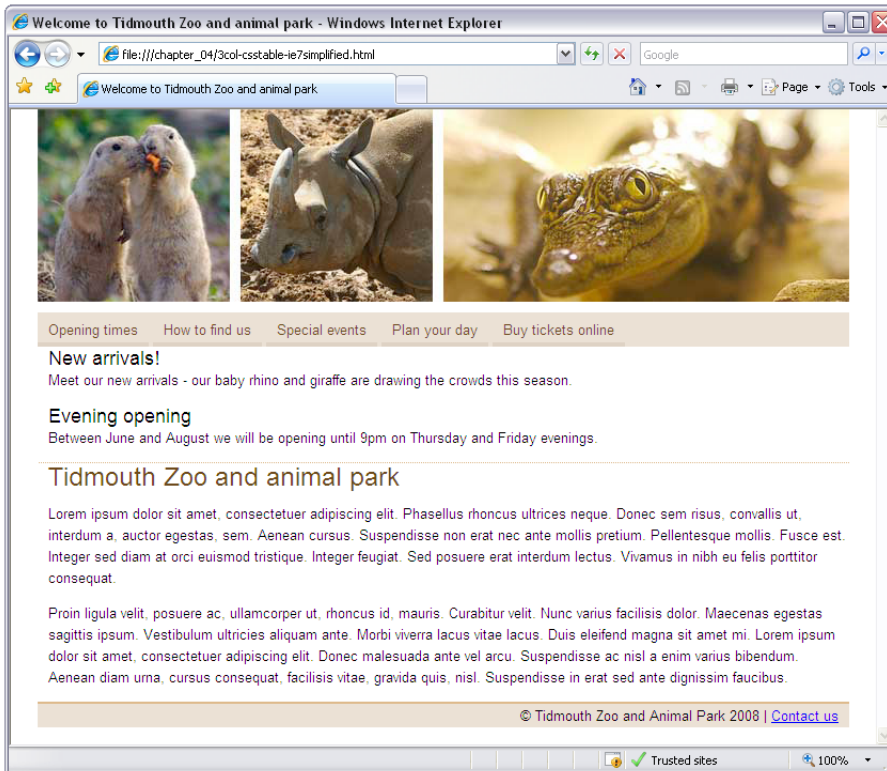 Welcome to Tidmouth Zoo and animal park - Windows Internet Explorer
file:///chapter_04/3col-csstable-ie7simplified.html
Google
Welcome to Tidmouth Zoo and animal park
Page
Tools
Opening times
How to find us
Special events
Plan your day
Buy tickets online
New arrivals!
Meet our new arrivals - our baby rhino and giraffe are drawing the crowds this season.
Evening opening
Between June and August we will be opening until 9pm on Thursday and Friday evenings.
Tidmouth Zoo and animal park
Lorem ipsum dolor sit amet, consectetuer adipiscing elit. Phasellus rhoncus ultrices neque. Donec sem risus, convallis ut,
interdum a, auctor egestas, sem. Aenean cursus. Suspendisse non erat nec ante mollis pretium. Pellentesque mollis. Fusce est.
Integer sed diam at orci euismod tristique. Integer feugiat. Sed posuere erat interdum lectus. Vivamus in nibh eu felis porttitor
consequat.
Proin ligula velit, posuere ac, ullamcorper ut, rhoncus id, mauris. Curabitur velit. Nunc varius facilisis dolor. Maecenas egestas
sagittis ipsum. Vestibulum ultricies aliquam ante. Morbi viverra lacus vitae lacus. Duis eleifend magna sit amet mi. Lorem ipsum
dolor sit amet, consectetuer adipiscing elit. Donec malesuada ante vel arcu. Suspendisse ac nisl a enim varius bibendum.
Aenean diam urna, cursus consequat, facilisis vitae, gravida quis, nisl. Suspendisse in erat sed ante dignissim faucibus.
© Tidmouth Zoo and Animal Park 2008 | Contact us
Trusted sites
100%